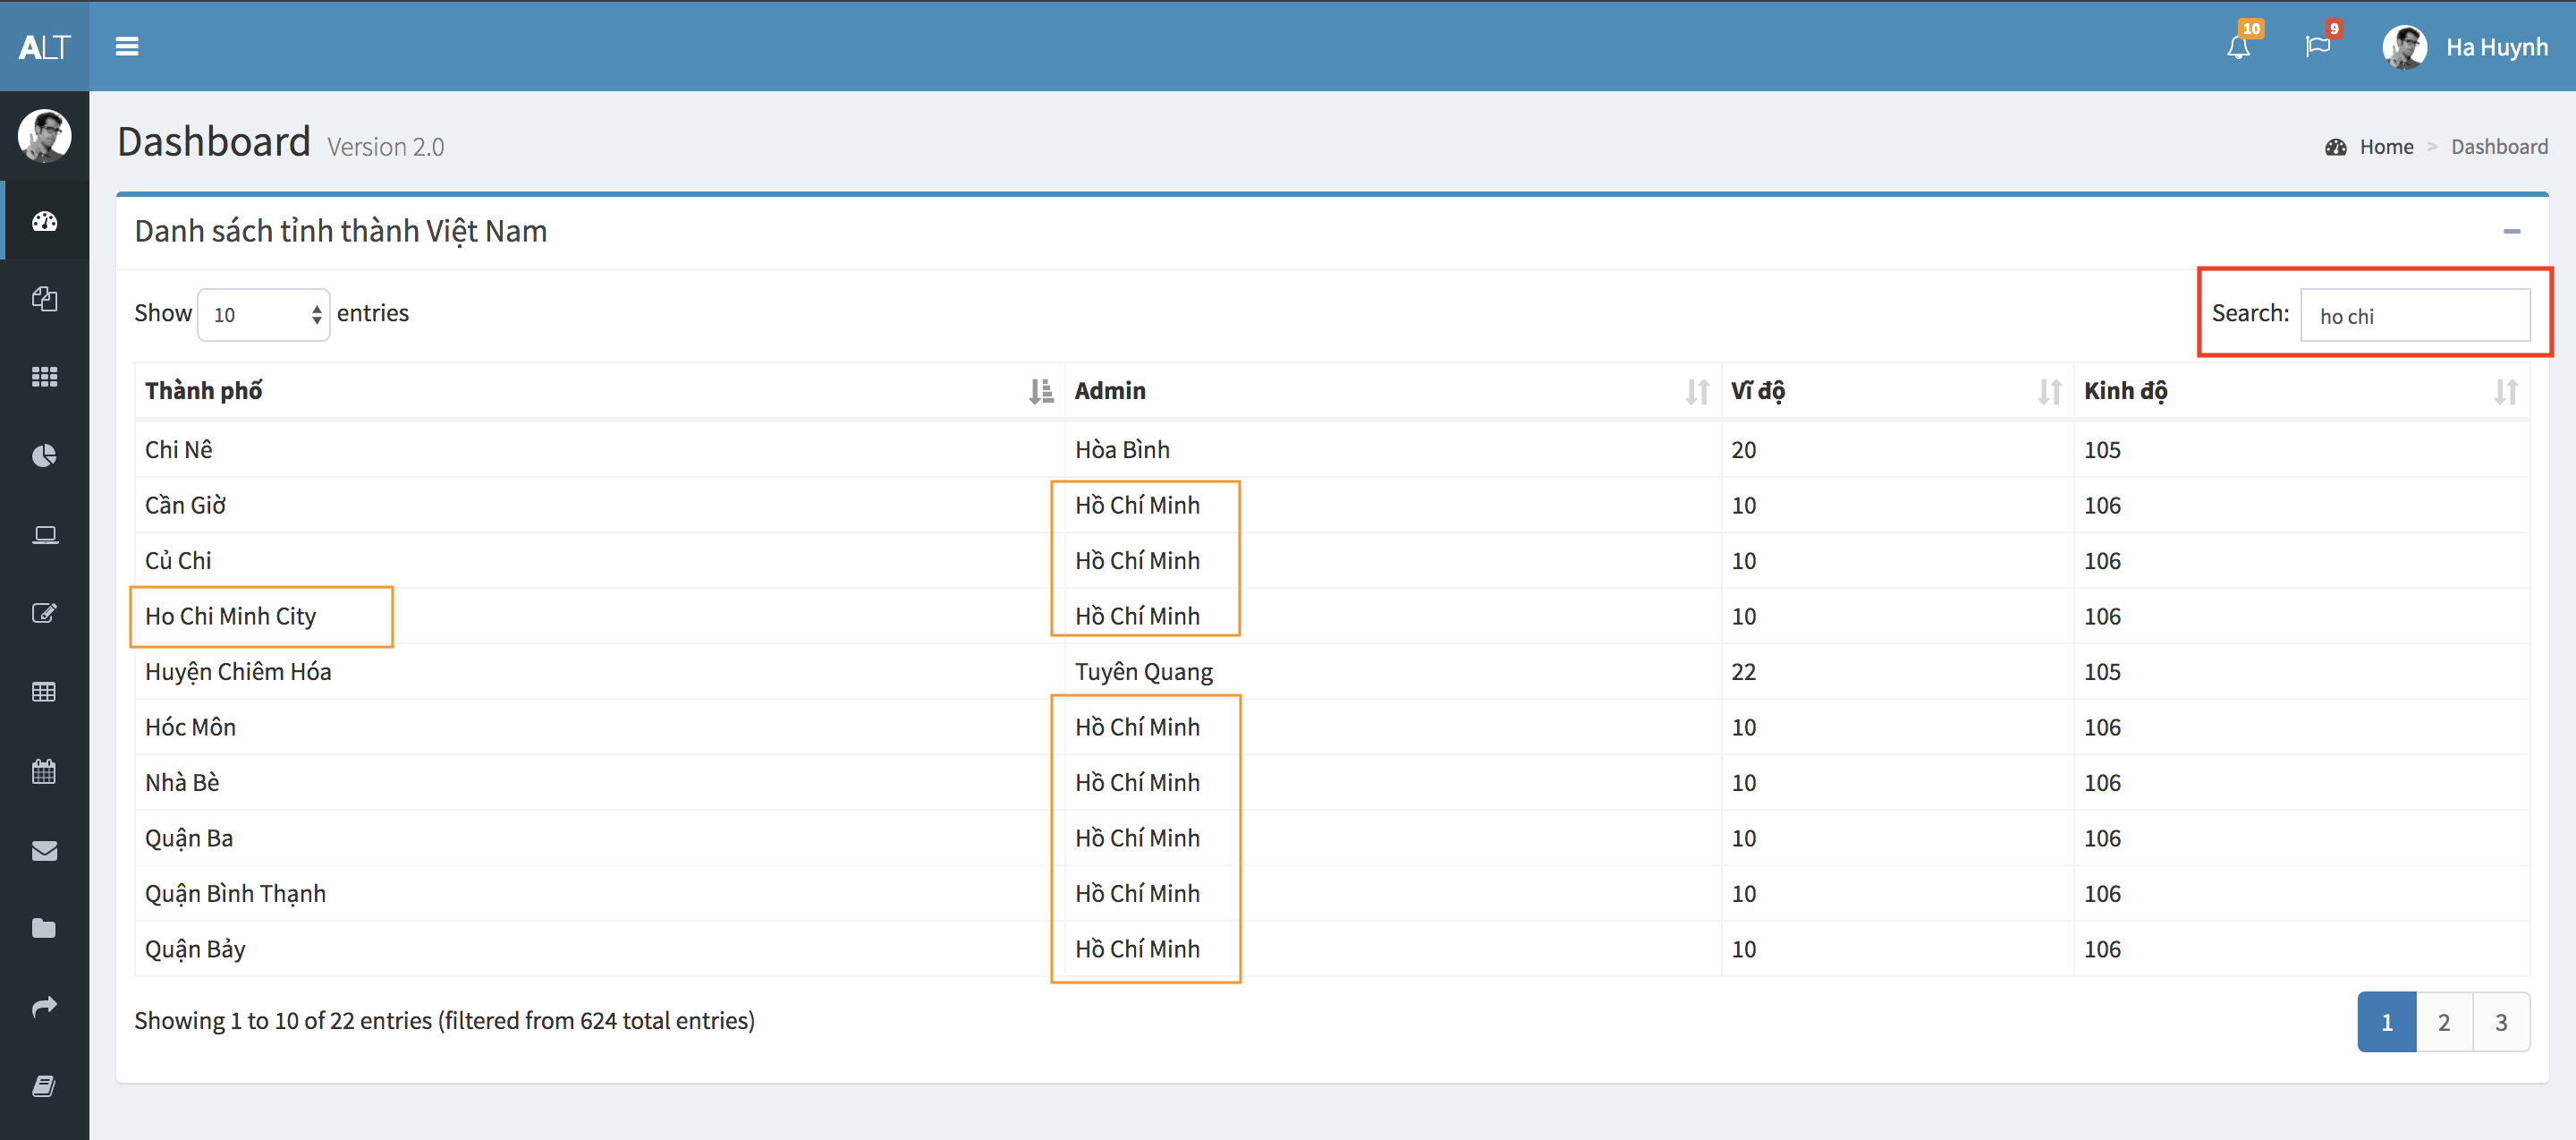 ALT 10 9 Ha Huynh
Dashboard Version 2.0 Home > Dashboard
Danh sách tỉnh thành Việt Nam
Show 10 entries Search: ho chi
Thành phố Admin Vĩ độ Kinh độ
Chi Nê Hòa Bình 20 105
Cần Giờ Hồ Chí Minh 10 106
Củ Chi Hồ Chí Minh 10 106
Ho Chi Minh City Hồ Chí Minh 10 106
Huyện Chiêm Hóa Tuyên Quang 22 105
Hóc Môn Hồ Chí Minh 10 106
Nhà Bè Hồ Chí Minh 10 106
Quận Ba Hồ Chí Minh 10 106
Quận Bình Thạnh Hồ Chí Minh 10 106
Quận Bảy Hồ Chí Minh 10 106
Showing 1 to 10 of 22 entries (filtered from 624 total entries) 1 2 3